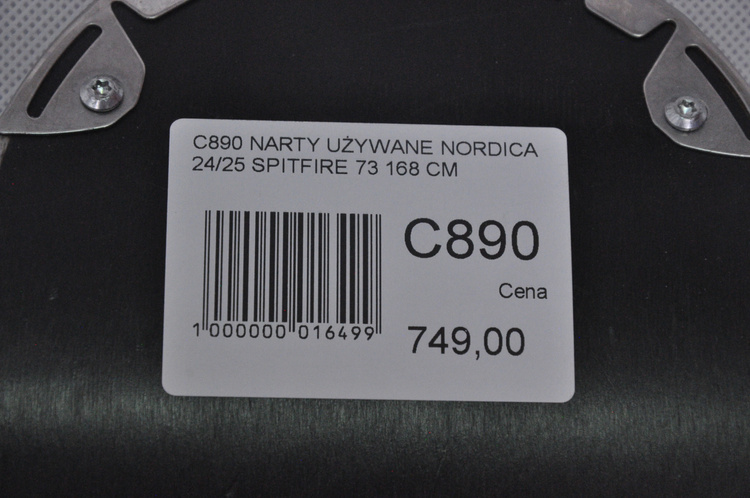 C890 NARTY UŻYWANE NORDICA
24/25 SPITFIRE 73 168 CM
C890
Cena
1 000000 016499
749,00